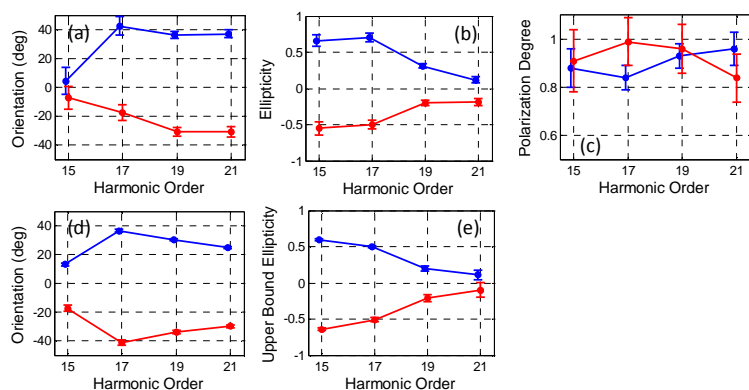 (a)
Orientation (deg)
40
20
0
-20
-40
15 17 19 21
Harmonic Order
(b)
Ellipticity
1
0.5
0
-0.5
-1
15 17 19 21
Harmonic Order
(c)
Polarization Degree
1
0.8
0.6
15 17 19 21
Harmonic Order
(d)
Orientation (deg)
40
20
0
-20
-40
15 17 19 21
Harmonic Order
(e)
Upper Bound Ellipticity
1
0.5
0
-0.5
-1
15 17 19 21
Harmonic Order